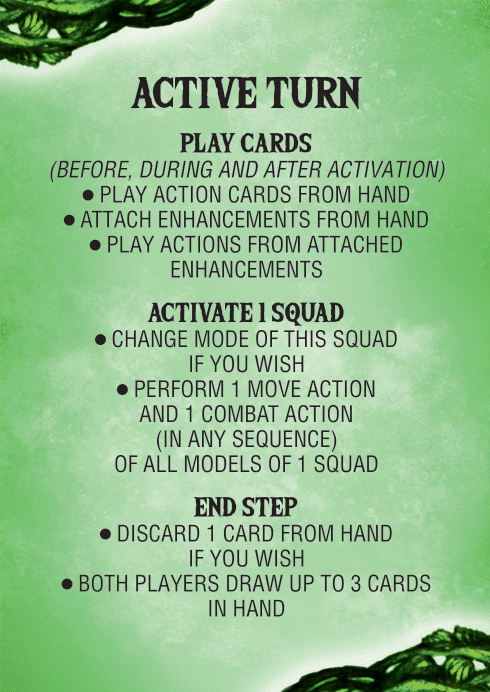 ACTIVE TURN
PLAY CARDS
(BEFORE, DURING AND AFTER ACTIVATION)
● PLAY ACTION CARDS FROM HAND
● ATTACH ENHANCEMENTS FROM HAND
● PLAY ACTIONS FROM ATTACHED
ENHANCEMENTS
ACTIVATE 1 SQUAD
● CHANGE MODE OF THIS SQUAD
IF YOU WISH
● PERFORM 1 MOVE ACTION
AND 1 COMBAT ACTION
(IN ANY SEQUENCE)
OF ALL MODELS OF 1 SQUAD
END STEP
● DISCARD 1 CARD FROM HAND
IF YOU WISH
● BOTH PLAYERS DRAW UP TO 3 CARDS
IN HAND